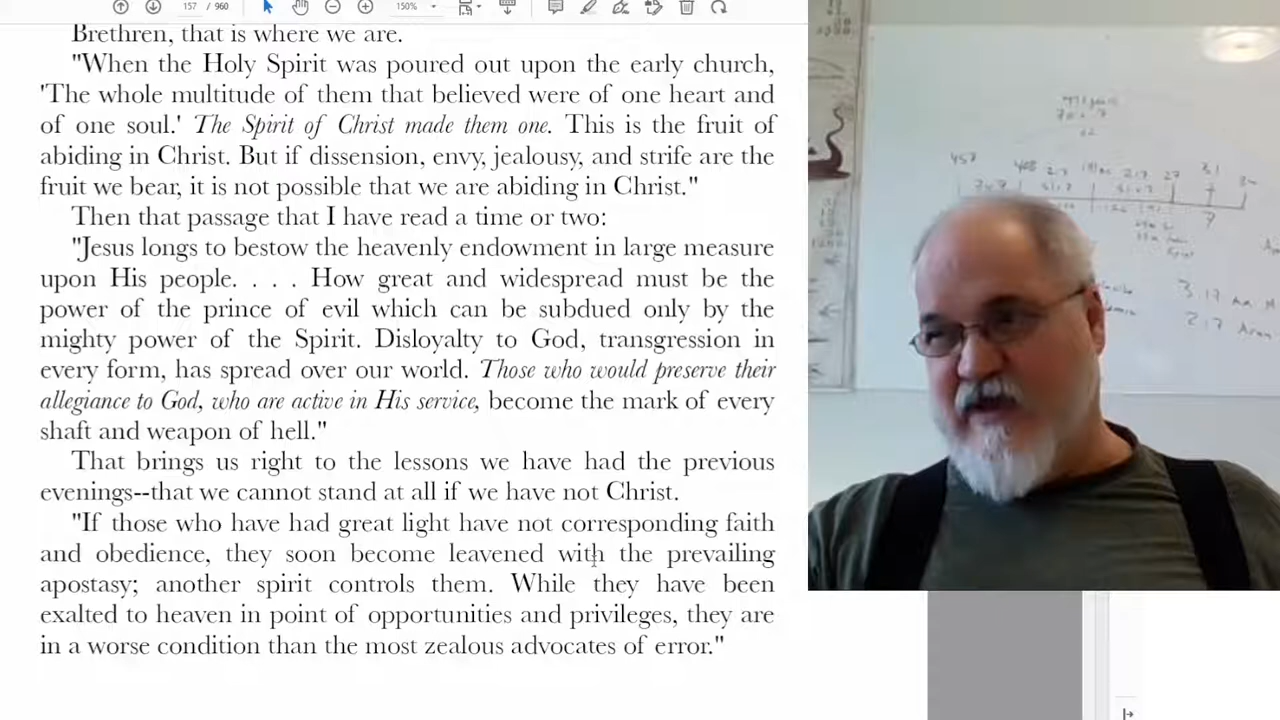 157 / 960
150%
Brethren, that is where we are.
"When the Holy Spirit was poured out upon the early church,
'The whole multitude of them that believed were of one heart and
of one soul.' The Spirit of Christ made them one. This is the fruit of
abiding in Christ. But if dissension, envy, jealousy, and strife are the
fruit we bear, it is not possible that we are abiding in Christ."
Then that passage that I have read a time or two:
"Jesus longs to bestow the heavenly endowment in large measure
upon His people. . . . How great and widespread must be the
power of the prince of evil which can be subdued only by the
mighty power of the Spirit. Disloyalty to God, transgression in
every form, has spread over our world. Those who would preserve their
allegiance to God, who are active in His service, become the mark of every
shaft and weapon of hell."
That brings us right to the lessons we have had the previous
evenings--that we cannot stand at all if we have not Christ.
"If those who have had great light have not corresponding faith
and obedience, they soon become leavened with the prevailing
apostasy; another spirit controls them. While they have been
exalted to heaven in point of opportunities and privileges, they are
in a worse condition than the most zealous advocates of error."
457
408
27
31
3:17
2:7